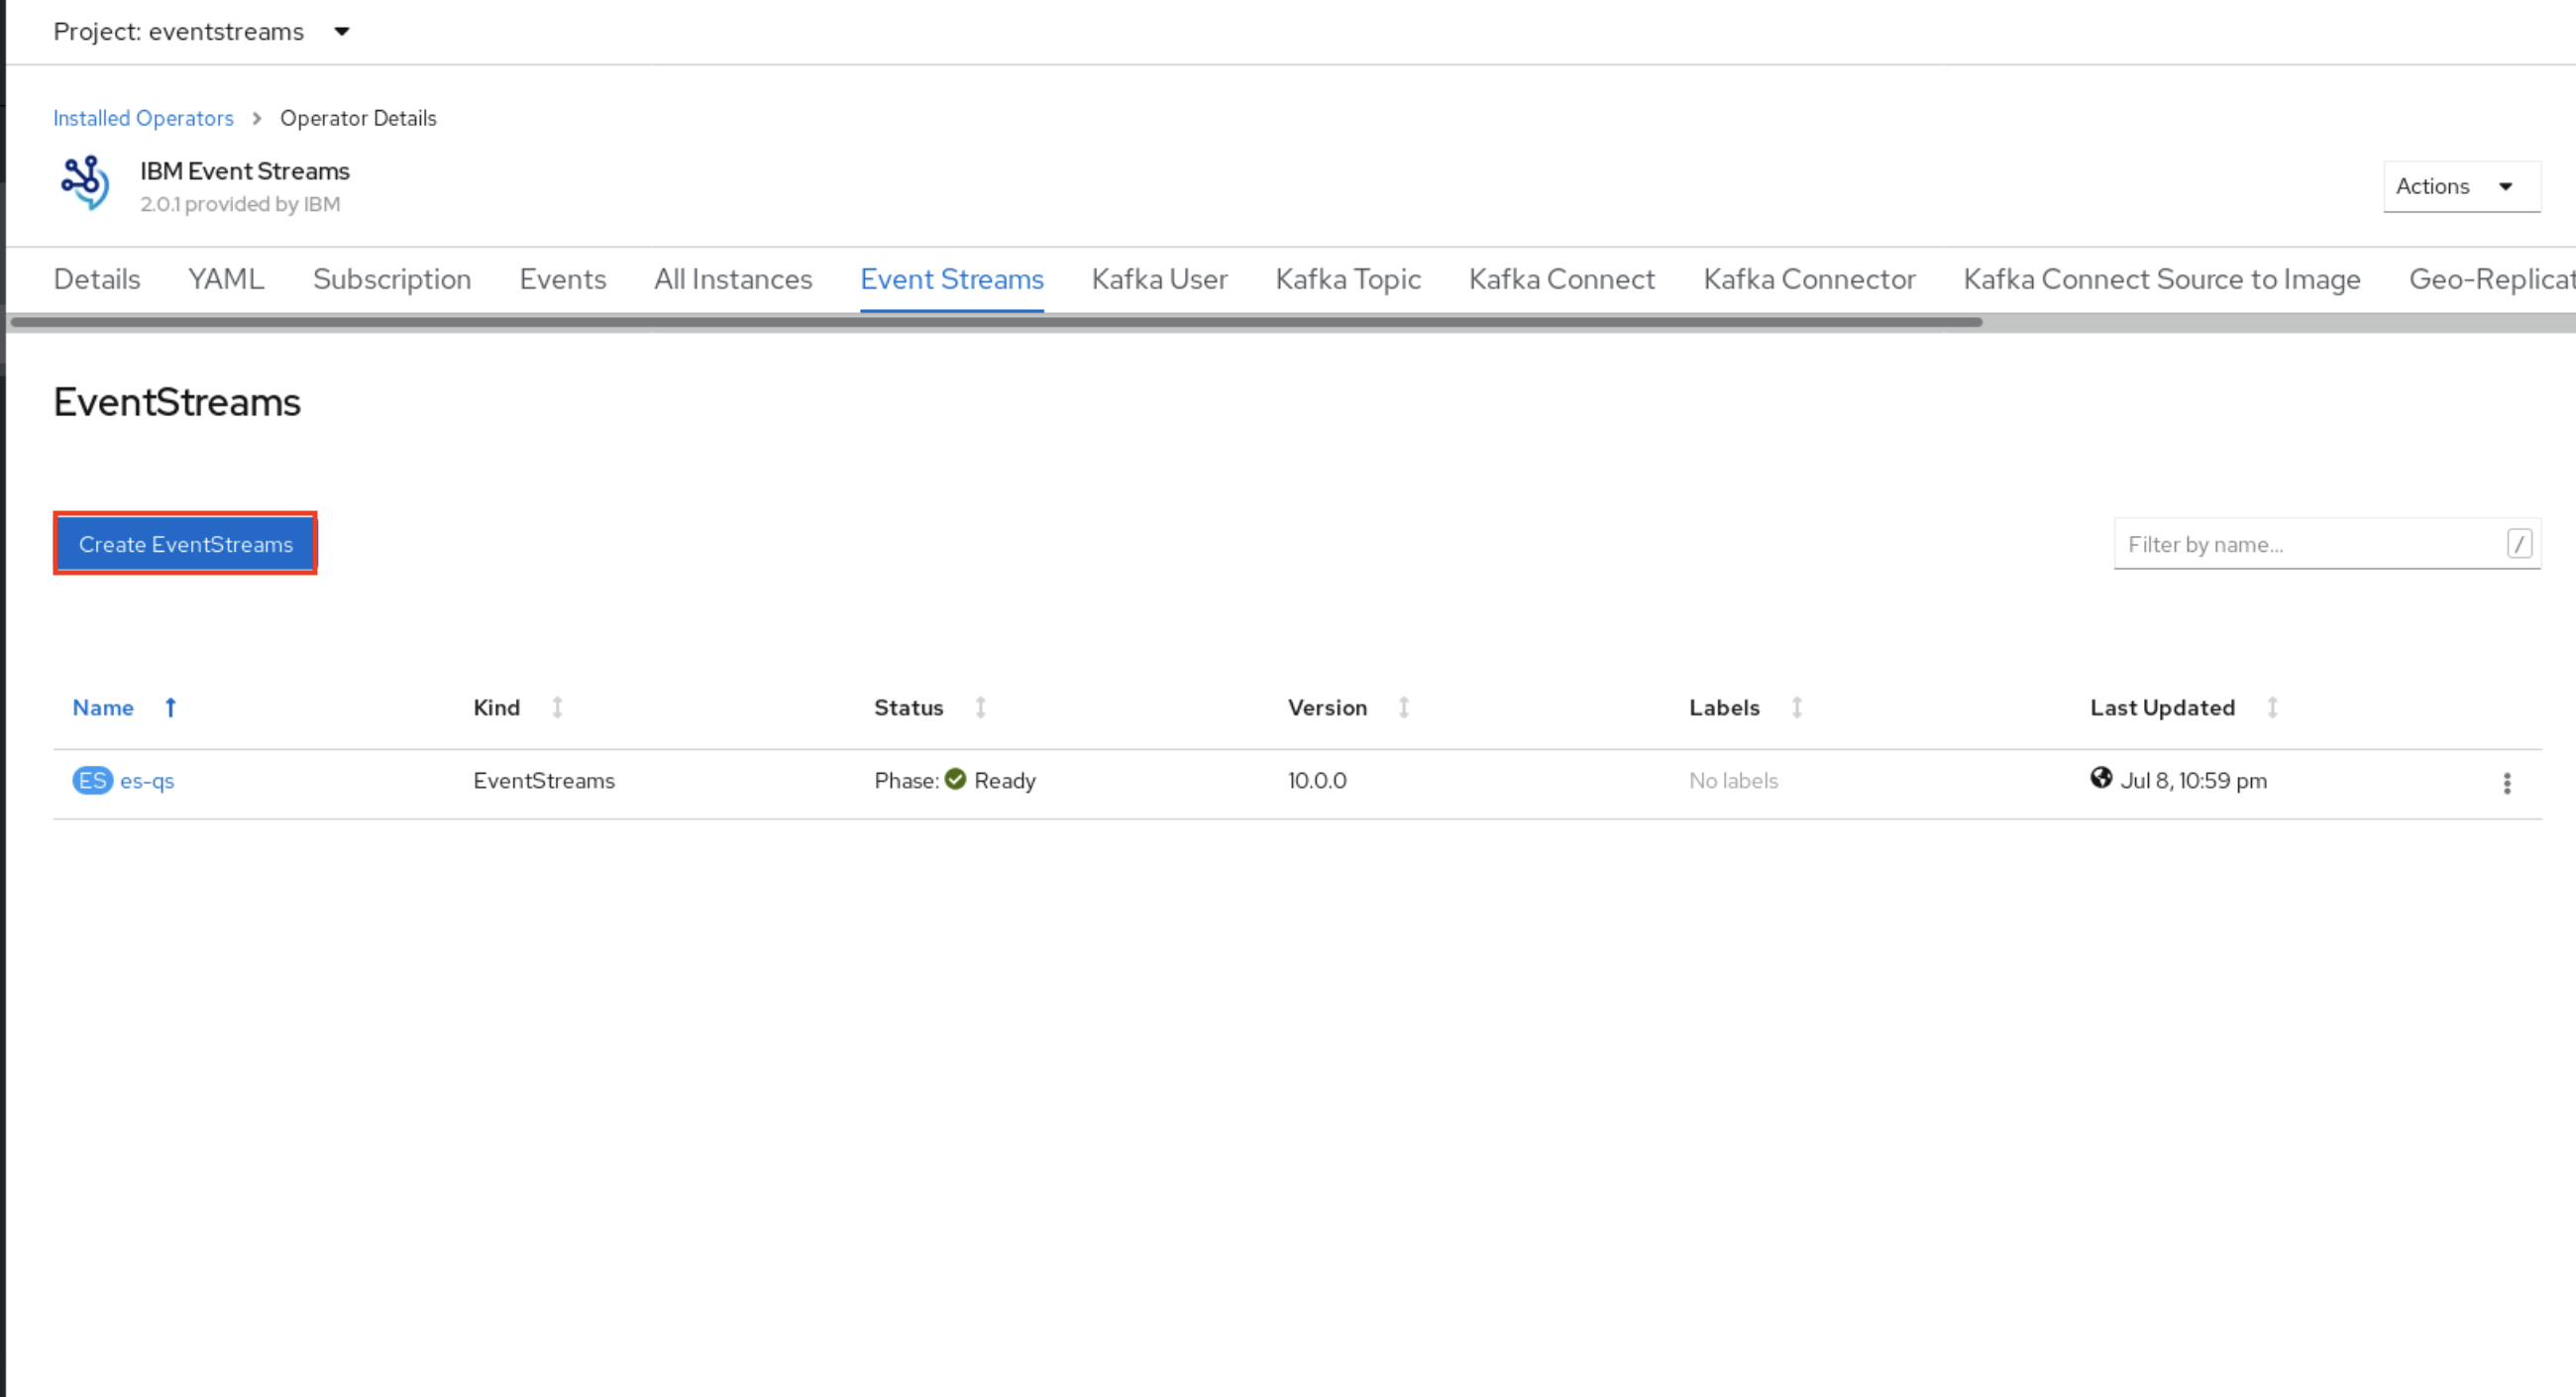 Project: eventstreams
Installed Operators > Operator Details
IBM Event Streams
2.0.1 provided by IBM
Actions
Details YAML Subscription Events All Instances Event Streams Kafka User Kafka Topic Kafka Connect Kafka Connector Kafka Connect Source to Image Geo-Replicat
EventStreams
Create EventStreams
Filter by name...
/
Name Kind Status Version Labels Last Updated
ES es-qs EventStreams Phase: Ready 10.0.0 No labels Jul 8, 10:59 pm